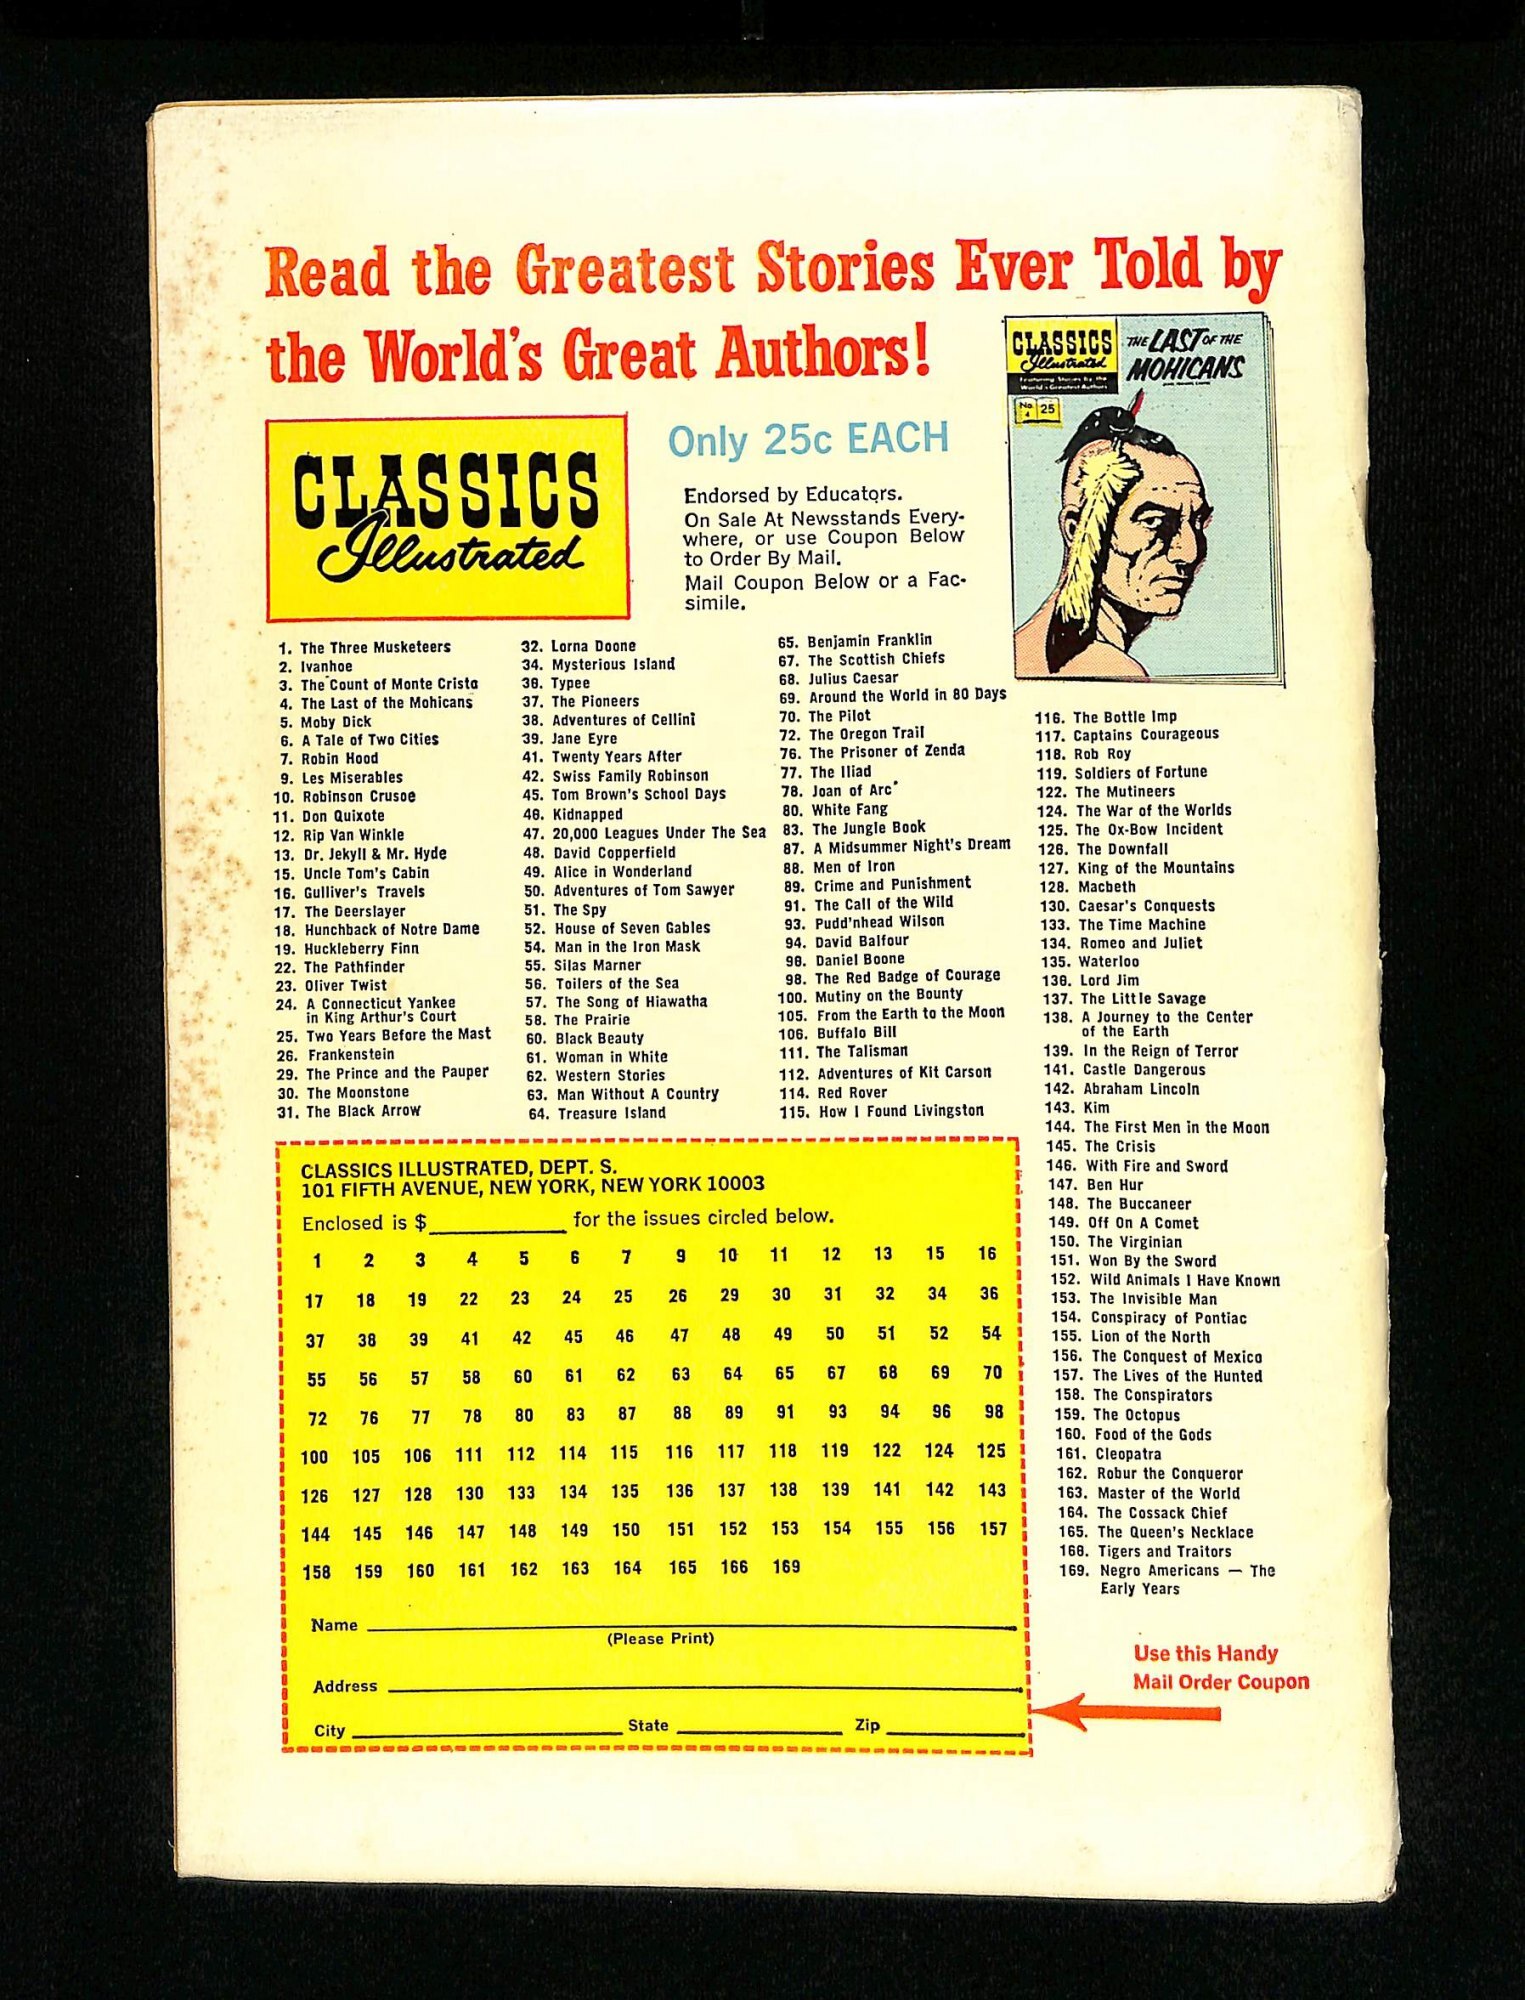 Read the Greatest Stories Ever Told by
the World's Great Authors!
CLASSICS
Illustrated
Only 25c EACH
Endorsed by Educators.
On Sale At Newsstands Every-
where, or use Coupon Below
to Order By Mail.
Mail Coupon Below or a Fac-
simile.
CLASSICS
Illustrated
Featuring Stories by the
World's Greatest Authors
No. 4
25
THE LAST OF THE
MOHICANS
1. The Three Musketeers
2. Ivanhoe
3. The Count of Monte Cristo
4. The Last of the Mohicans
5. Moby Dick
6. A Tale of Two Cities
7. Robin Hood
9. Les Miserables
10. Robinson Crusoe
11. Don Quixote
12. Rip Van Winkle
13. Dr. Jekyll & Mr. Hyde
15. Uncle Tom's Cabin
16. Gulliver's Travels
17. The Deerslayer
18. Hunchback of Notre Dame
19. Huckleberry Finn
22. The Pathfinder
23. Oliver Twist
24. A Connecticut Yankee
in King Arthur's Court
25. Two Years Before the Mast
26. Frankenstein
29. The Prince and the Pauper
30. The Moonstone
31. The Black Arrow
32. Lorna Doone
34. Mysterious Island
36. Typee
37. The Pioneers
38. Adventures of Cellini
39. Jane Eyre
41. Twenty Years After
42. Swiss Family Robinson
45. Tom Brown's School Days
46. Kidnapped
47. 20,000 Leagues Under The Sea
48. David Copperfield
49. Alice in Wonderland
50. Adventures of Tom Sawyer
51. The Spy
52. House of Seven Gables
54. Man in the Iron Mask
55. Silas Marner
56. Toilers of the Sea
57. The Song of Hiawatha
58. The Prairie
60. Black Beauty
61. Woman in White
62. Western Stories
63. Man Without A Country
64. Treasure Island
65. Benjamin Franklin
67. The Scottish Chiefs
68. Julius Caesar
69. Around the World in 80 Days
70. The Pilot
72. The Oregon Trail
76. The Prisoner of Zenda
77. The Iliad
78. Joan of Arc
80. White Fang
83. The Jungle Book
87. A Midsummer Night's Dream
88. Men of Iron
89. Crime and Punishment
91. The Call of the Wild
93. Pudd'nhead Wilson
94. David Balfour
96. Daniel Boone
98. The Red Badge of Courage
100. Mutiny on the Bounty
105. From the Earth to the Moon
106. Buffalo Bill
111. The Talisman
112. Adventures of Kit Carson
114. Red Rover
115. How I Found Livingston
116. The Bottle Imp
117. Captains Courageous
118. Rob Roy
119. Soldiers of Fortune
122. The Mutineers
124. The War of the Worlds
125. The Ox-Bow Incident
126. The Downfall
127. King of the Mountains
128. Macbeth
130. Caesar's Conquests
133. The Time Machine
134. Romeo and Juliet
135. Waterloo
136. Lord Jim
137. The Little Savage
138. A Journey to the Center
of the Earth
139. In the Reign of Terror
141. Castle Dangerous
142. Abraham Lincoln
143. Kim
144. The First Men in the Moon
145. The Crisis
146. With Fire and Sword
147. Ben Hur
148. The Buccaneer
149. Off On A Comet
150. The Virginian
151. Won By the Sword
152. Wild Animals I Have Known
153. The Invisible Man
154. Conspiracy of Pontiac
155. Lion of the North
156. The Conquest of Mexico
157. The Lives of the Hunted
158. The Conspirators
159. The Octopus
160. Food of the Gods
161. Cleopatra
162. Robur the Conqueror
163. Master of the World
164. The Cossack Chief
165. The Queen's Necklace
166. Tigers and Traitors
169. Negro Americans — The
Early Years
CLASSICS ILLUSTRATED, DEPT. S.
101 FIFTH AVENUE, NEW YORK, NEW YORK 10003
Enclosed is $ for the issues circled below.
1 2 3 4 5 6 7 9 10 11 12 13 15 16
17 18 19 22 23 24 25 26 29 30 31 32 34 36
37 38 39 41 42 45 46 47 48 49 50 51 52 54
55 56 57 58 60 61 62 63 64 65 67 68 69 70
72 76 77 78 80 83 87 88 89 91 93 94 96 98
100 105 106 111 112 114 115 116 117 118 119 122 124 125
126 127 128 130 133 134 135 136 137 138 139 141 142 143
144 145 146 147 148 149 150 151 152 153 154 155 156 157
158 159 160 161 162 163 164 165 166 169
Name
(Please Print)
Address
City State Zip
Use this Handy
Mail Order Coupon